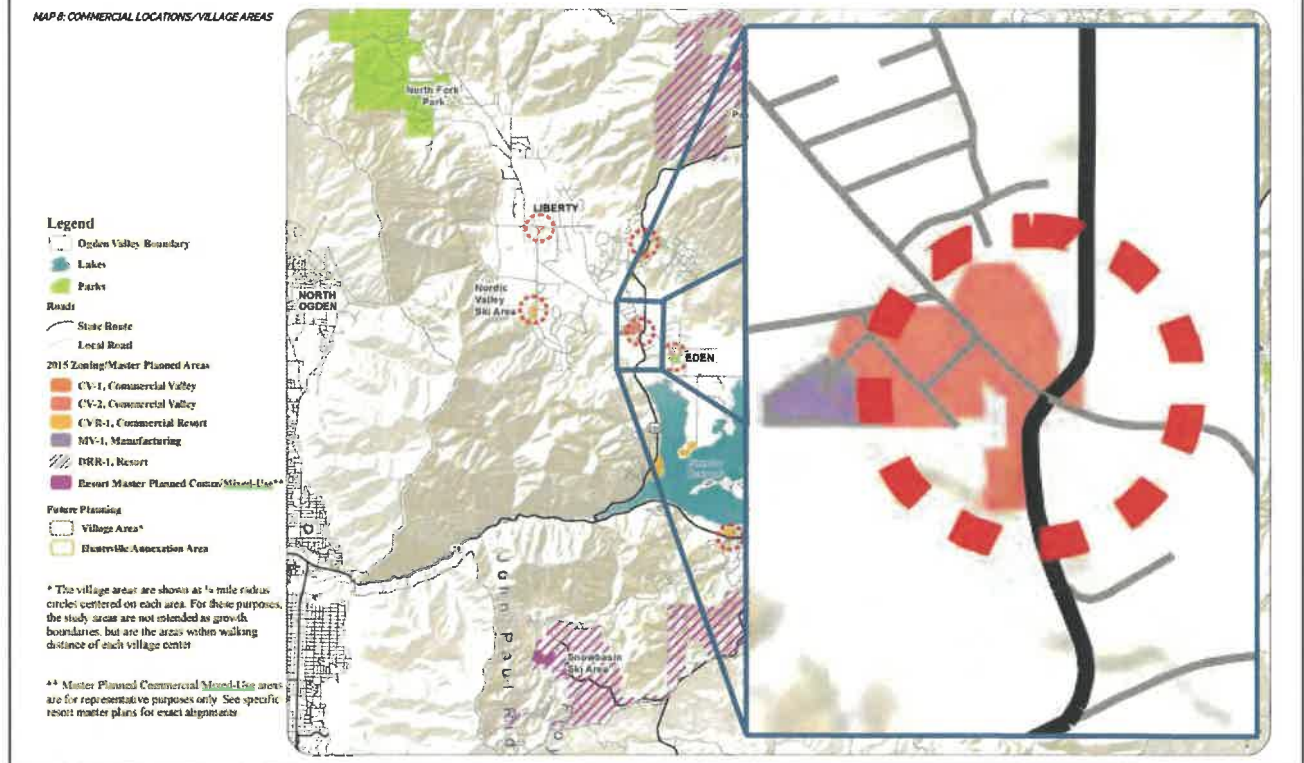 MAP 8: COMMERCIAL LOCATIONS/VILLAGE AREAS
North Fork
Park
LIBERTY
NORTH
OGDEN
Nordic
Valley
Ski Area
EDEN
Snowbasin
Ski Area
John Paul Rid
Legend
Ogden Valley Boundary
Lakes
Parks
Roads
State Route
Local Road
2015 Zoning/Master Planned Areas
CV-1, Commercial Valley
CV-2, Commercial Valley
CVR-1, Commercial Resort
MV-1, Manufacturing
DRR-1, Resort
Resort Master Planned Comm/Mixed-Use**
Future Planning
Village Area*
Huntsville Annexation Area
* The village areas are shown as ¼ mile radius
circles centered on each area. For these purposes,
the study areas are not intended as growth
boundaries, but are the areas within walking
distance of each village center
** Master Planned Commercial Mixed-Use areas
are for representative purposes only. See specific
resort master plans for exact alignments